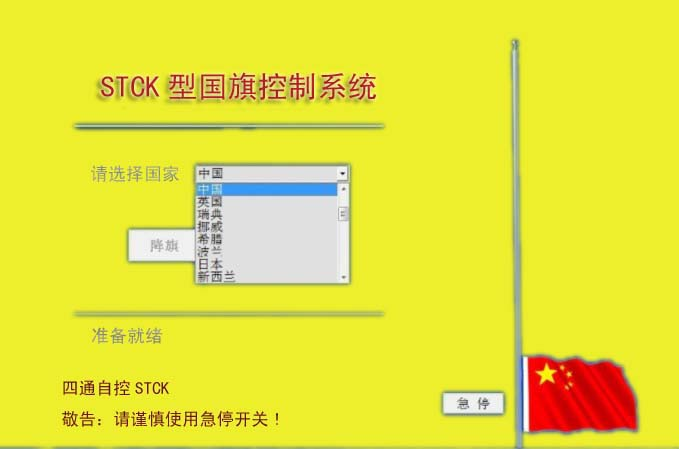 STCK 型国旗控制系统
请选择国家
中国
中国
英国
瑞典
挪威
希腊
波兰
日本
新西兰
降旗
准备就绪
四通自控 STCK
急 停
敬告：请谨慎使用急停开关！